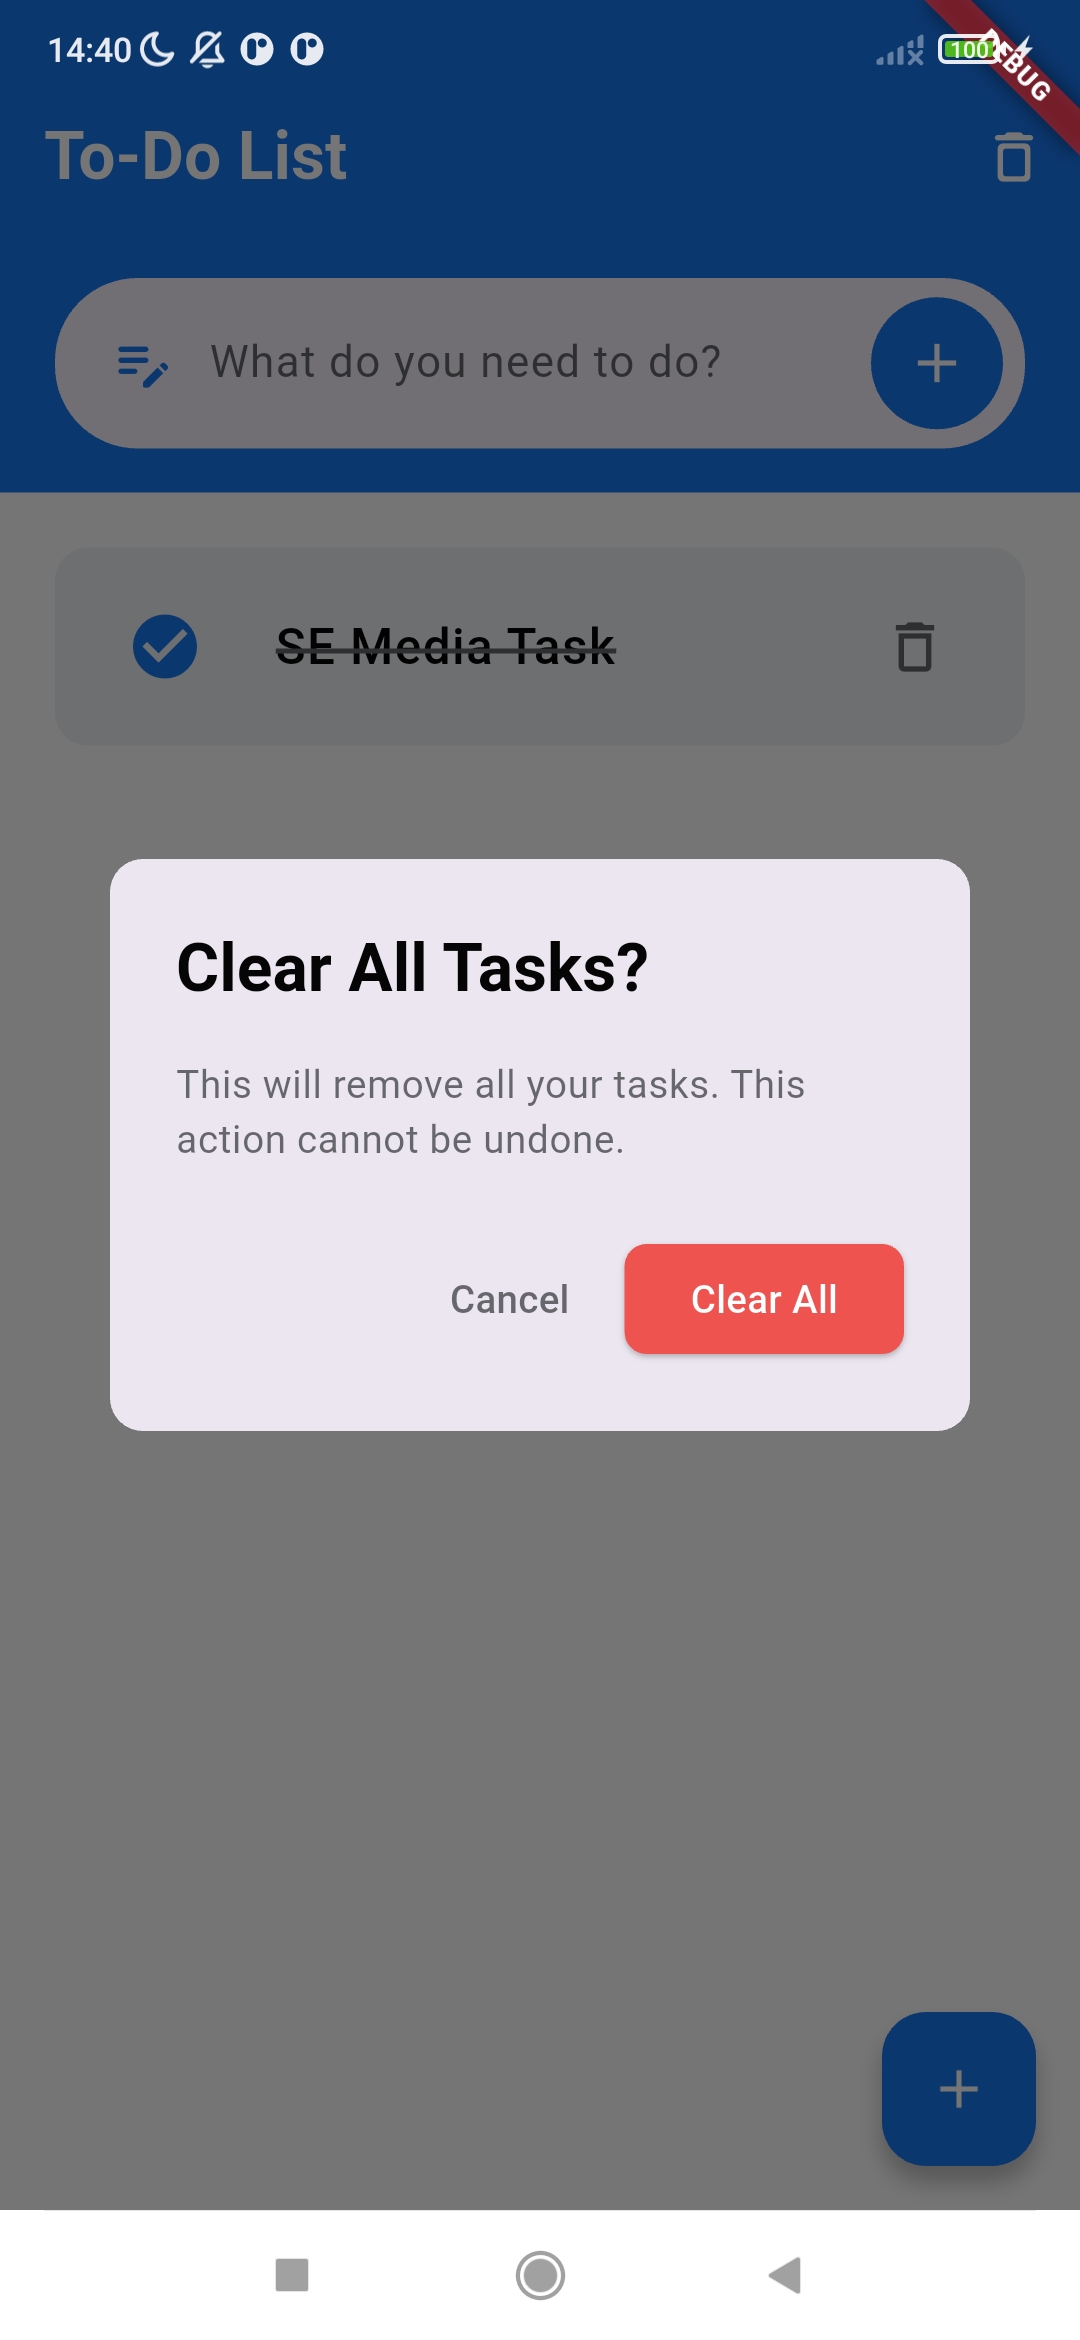 14:40
100
DEBUG
To-Do List
What do you need to do?
SE Media Task
Clear All Tasks?
This will remove all your tasks. This
action cannot be undone.
Cancel
Clear All